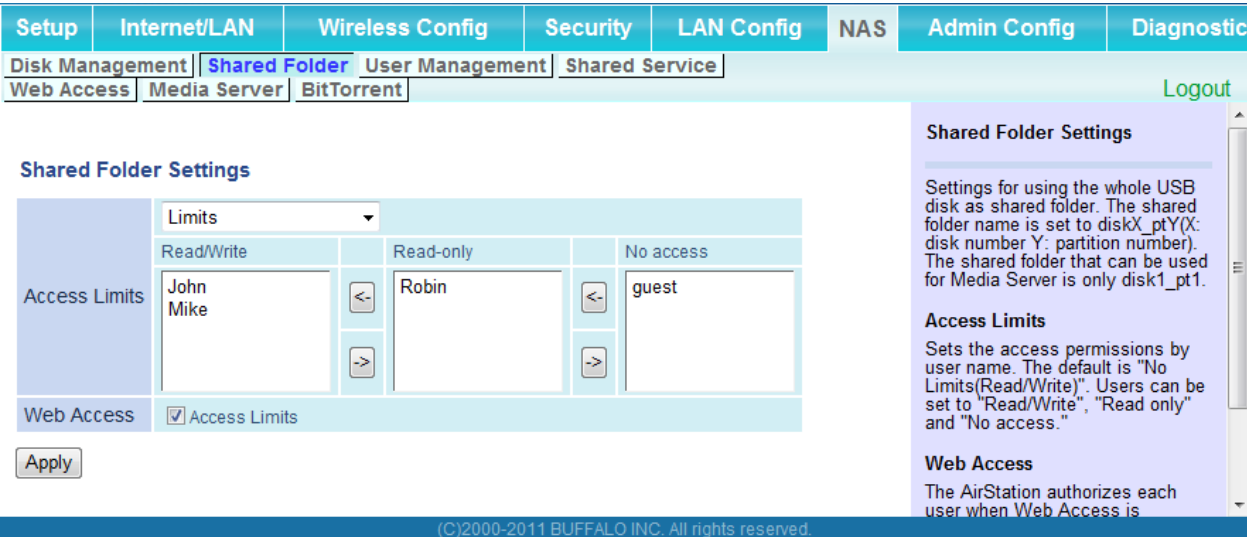 Setup Internet/LAN Wireless Config Security LAN Config NAS Admin Config Diagnostic
Disk Management Shared Folder User Management Shared Service
Web Access Media Server BitTorrent
Logout
Shared Folder Settings
Access Limits
Limits
Read/Write Read-only No access
John
Mike
<-
->
Robin
<-
->
guest
Web Access
Access Limits
Apply
Shared Folder Settings
Settings for using the whole USB
disk as shared folder. The shared
folder name is set to diskX_ptY(X:
disk number Y: partition number).
The shared folder that can be used
for Media Server is only disk1_pt1.
Access Limits
Sets the access permissions by
user name. The default is "No
Limits(Read/Write)". Users can be
set to "Read/Write", "Read only"
and "No access."
Web Access
The AirStation authorizes each
user when Web Access is
(C)2000-2011 BUFFALO INC. All rights reserved.